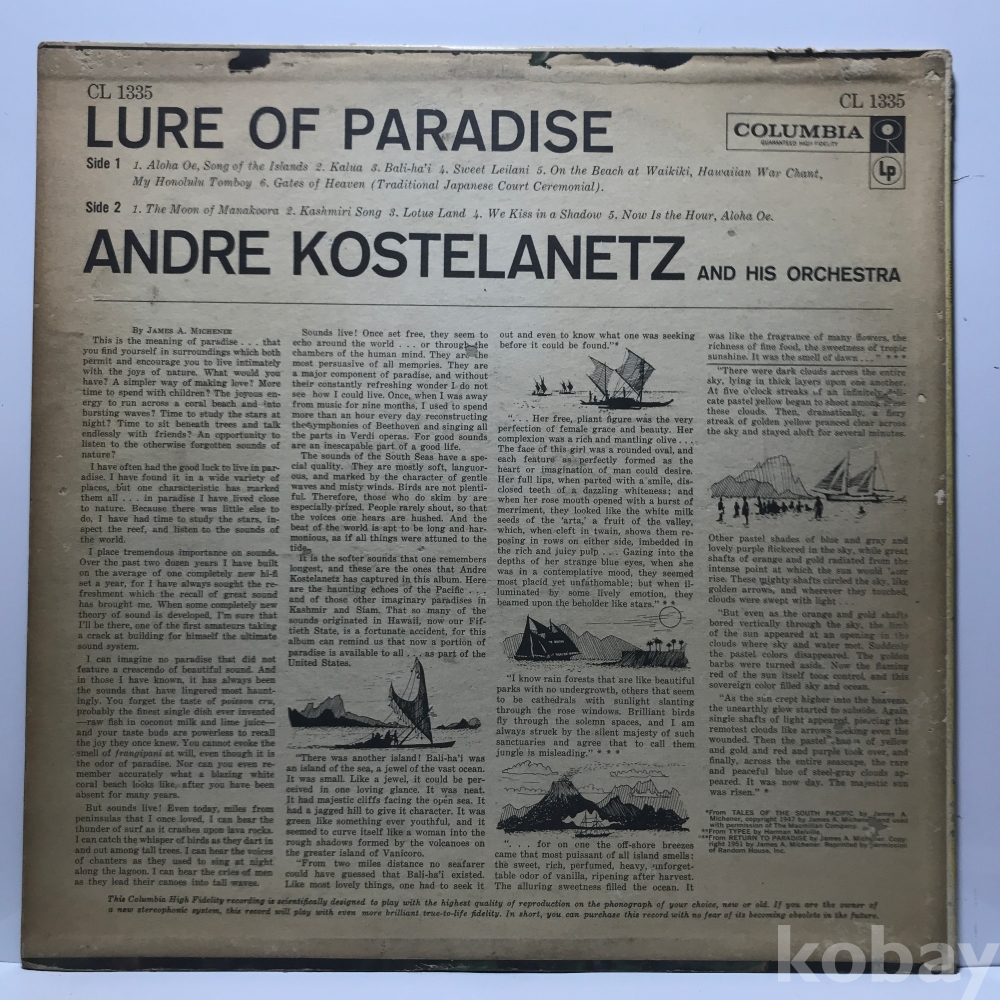 CL 1335
CL 1335
LURE OF PARADISE
COLUMBIA
GUARANTEED HIGH FIDELITY
Lp
Side 1 1. Aloha Oe, Song of the Islands 2. Kalua 3. Bali-ha'i 4. Sweet Leilani 5. On the Beach at Waikiki, Hawaiian War Chant,
My Honolulu Tomboy 6. Gates of Heaven (Traditional Japanese Court Ceremonial).
Side 2 1. The Moon of Manakoora 2. Kashmiri Song 3. Lotus Land 4. We Kiss in a Shadow 5. Now Is the Hour, Aloha Oe.
ANDRE KOSTELANETZ AND HIS ORCHESTRA
By JAMES A. MICHENER
This is the meaning of paradise . . . that
you find yourself in surroundings which both
permit and encourage you to live intimately
with the joys of nature. What would you
have? A simpler way of making love? More
time to spend with children? The joyous en-
ergy to run across a coral beach and into
bursting waves? Time to study the stars at
night? Time to sit beneath trees and talk
endlessly with friends? An opportunity to
listen to the otherwise forgotten sounds of
nature?
I have often had the good luck to live in par-
adise. I have found it in a wide variety of
places, but one characteristic has marked
them all . . . in paradise I have lived close
to nature. Because there was little else to
do, I have had time to study the stars, in-
spect the reef, and listen to the sounds of
the world.
I place tremendous importance on sounds.
Over the past two dozen years I have built
on the average of one completely new hi-fi
set a year, for I have always sought the re-
freshment which the recall of great sound
has brought me. When some completely new
theory of sound is developed, I'm sure that
I'll be there, one of the first amateurs taking
a crack at building for himself the ultimate
sound system.
I can imagine no paradise that did not
feature a crescendo of beautiful sound. And
in those I have known, it has always been
the sounds that have lingered most haunt-
ingly. You forget the taste of poisson cru,
probably the finest single dish ever invented
—raw fish in coconut milk and lime juice—
and your taste buds are powerless to recall
the joy they once knew. You cannot evoke the
smell of frangipani at will, even though it is
the odor of paradise. Nor can you even re-
member accurately what a blazing white
coral beach looks like, after you have been
absent for many years.
But sounds live! Even today, miles from
peninsulas that I once loved, I can hear the
thunder of surf as it crashes upon lava rocks.
I can catch the whisper of birds as they dart in
and out among tall trees. I can hear the voices
of chanters as they used to sing at night
along the lagoon. I can hear the cries of men
as they lead their canoes into tall waves.
Sounds live! Once set free, they seem to
echo around the world . . . or through the
chambers of the human mind. They are the
most persuasive of all memories. They are
a major component of paradise, and without
their constantly refreshing wonder I do not
see how I could live. Once, when I was away
from music for nine months, I used to spend
more than an hour every day reconstructing
the symphonies of Beethoven and singing all
the parts in Verdi operas. For good sounds
are an inescapable part of a good life.
The sounds of the South Seas have a spe-
cial quality. They are mostly soft, languor-
ous, and marked by the character of gentle
waves and misty winds. Birds are not plenti-
ful. Therefore, those who do skim by are
especially prized. People rarely shout, so that
the voices one hears are hushed. And the
beat of the world is apt to be long and har-
monious, as if all things were attuned to the
tide.
It is the softer sounds that one remembers
longest, and these are the ones that Andre
Kostelanetz has captured in this album. Here
are the haunting echoes of the Pacific . . .
and of those other imaginary paradises in
Kashmir and Siam. That so many of the
sounds originated in Hawaii, now our Fif-
tieth State, is a fortunate accident, for this
album can remind us that now a portion of
paradise is available to all . . . as part of the
United States.
"There was another island! Bali-ha'i was
an island of the sea, a jewel of the vast ocean.
It was small. Like a jewel, it could be per-
ceived in one loving glance. It was neat.
It had majestic cliffs facing the open sea. It
had a jagged hill to give it character. It was
green like something ever youthful, and it
seemed to curve itself like a woman into the
rough shadows formed by the volcanoes on
the greater island of Vanicoro.
"From two miles distance no seafarer
could have guessed that Bali-ha'i existed.
Like most lovely things, one had to seek it
out and even to know what one was seeking
before it could be found."*
". . . Her free, pliant figure was the very
perfection of female grace and beauty. Her
complexion was a rich and mantling olive . . .
The face of this girl was a rounded oval, and
each feature as perfectly formed as the
heart or imagination of man could desire.
Her full lips, when parted with a smile, dis-
closed teeth of a dazzling whiteness; and
when her rose mouth opened with a burst of
merriment, they looked like the white milk
seeds of the 'arta,' a fruit of the valley,
which, when cleft in twain, shows them re-
posing in rows on either side, imbedded in
the rich and juicy pulp . . . Gazing into the
depths of her strange blue eyes, when she
was in a contemplative mood, they seemed
most placid yet unfathomable; but when il-
luminated by some lively emotion, they
beamed upon the beholder like stars." * *
"I know rain forests that are like beautiful
parks with no undergrowth, others that seem
to be cathedrals with sunlight slanting
through the rose windows. Brilliant birds
fly through the solemn spaces, and I am
always struck by the silent majesty of such
sanctuaries and agree that to call them
jungle is misleading." * * *
". . . for on one the off-shore breezes
came that most puissant of all island smells:
the sweet, rich, perfumed, heavy, unforget-
table odor of vanilla, ripening after harvest.
The alluring sweetness filled the ocean. It
was like the fragrance of many flowers, the
richness of fine food, the sweetness of tropic
sunshine. It was the smell of dawn . . ." * * *
"There were dark clouds across the entire
sky, lying in thick layers upon one another.
At five o'clock streaks of an infinitely deli-
cate pastel yellow began to shoot among
these clouds. Then, dramatically, a fiery
streak of golden yellow pranced clear across
the sky and stayed aloft for several minutes.
Other pastel shades of blue and gray and
lovely purple flickered in the sky, while great
shafts of orange and gold radiated from the
intense point at which the sun would later
rise. These mighty shafts circled the sky, like
golden arrows, and wherever they touched,
clouds were swept with light . . .
"But even as the orange and gold shafts
bored vertically through the sky, the limb
of the sun appeared at an opening in the
clouds where sky and water met. Suddenly
the pastel colors disappeared. The golden
barbs were turned aside. Now the flaming
red of the sun itself took control, and this
sovereign color filled sky and ocean.
"As the sun crept higher into the heavens,
the unearthly glow started to subside. Again
single shafts of light appeared, piercing the
remotest clouds like arrows seeking even the
wounded. Then the pastel of yellow
and gold and red and purple took over, and
finally, across the entire seascape, the rare
and peaceful blue of steel-gray clouds ap-
peared. It was now day. The majestic sun
was risen." *
*From TALES OF THE SOUTH PACIFIC by James A.
Michener, copyright 1947 by James A. Michener and used
with permission of The Macmillan Company.
**From TYPEE by Herman Melville.
***From RETURN TO PARADISE by James A. Michener. Copy-
right 1951 by James A. Michener. Reprinted by permission
of Random House, Inc.
This Columbia High Fidelity recording is scientifically designed to play with the highest quality of reproduction on the phonograph of your choice, new or old. If you are the owner of
a new stereophonic system, this record will play with even more brilliant true-to-life fidelity. In short, you can purchase this record with no fear of its becoming obsolete in the future.
kobay